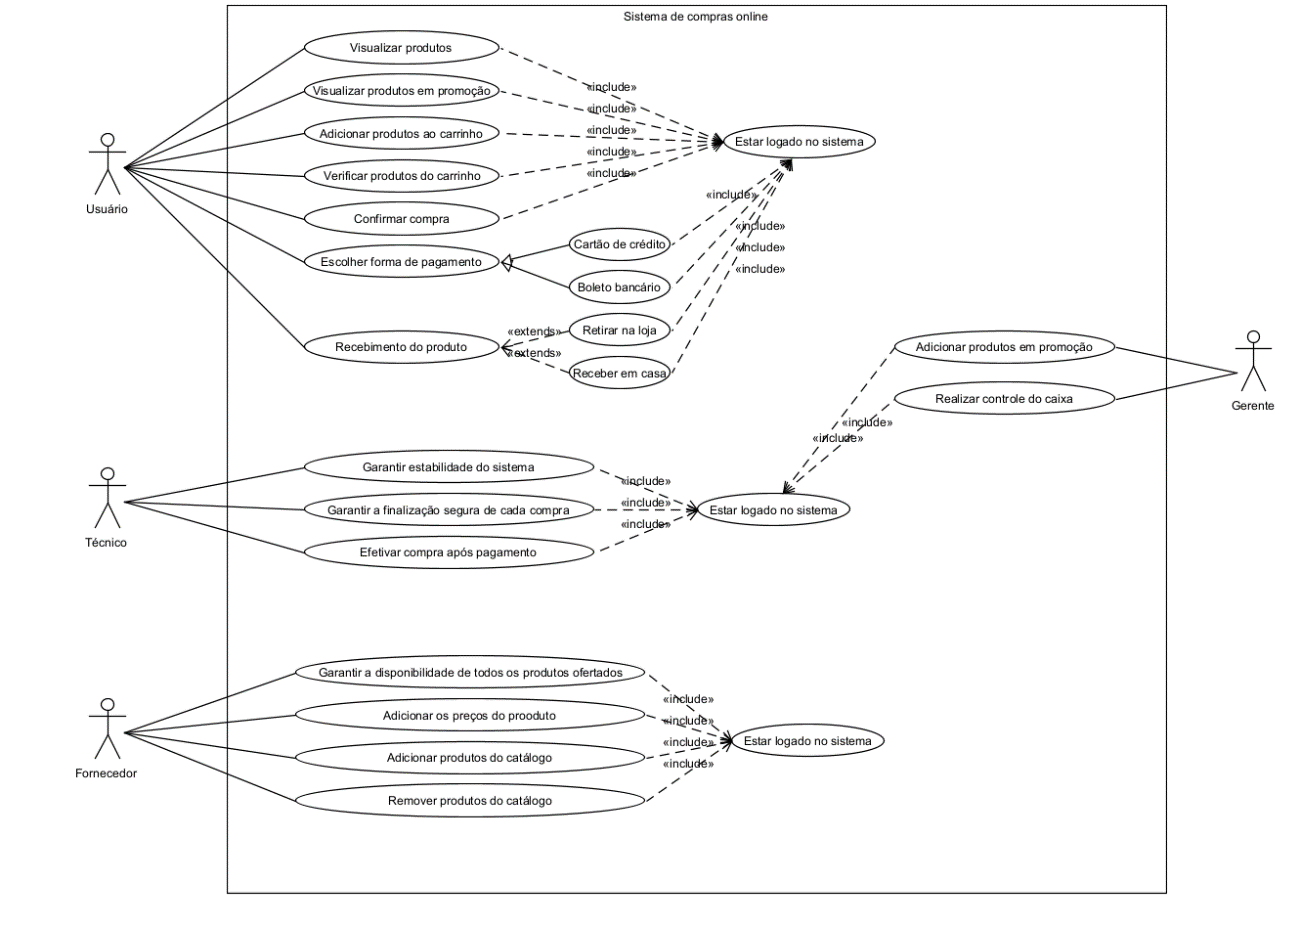 Sistema de compras online
Visualizar produtos
«include»
Visualizar produtos em promoção
«include»
Adicionar produtos ao carrinho
«include»
Estar logado no sistema
«include»
Verificar produtos do carrinho
«include»
Usuário
Confirmar compra
«include»
«include»
Cartão de crédito
«include»
Escolher forma de pagamento
«include»
Boleto bancário
Retirar na loja
«extends»
Recebimento do produto
«extends»
Receber em casa
Adicionar produtos em promoção
Realizar controle do caixa
Gerente
«include»
«include»
Garantir estabilidade do sistema
«include»
Garantir a finalização segura de cada compra
«include»
Estar logado no sistema
«include»
Técnico
Efetivar compra após pagamento
Garantir a disponibilidade de todos os produtos ofertados
«include»
Adicionar os preços do prooduto
«include»
Estar logado no sistema
«include»
Adicionar produtos do catálogo
«include»
Fornecedor
Remover produtos do catálogo